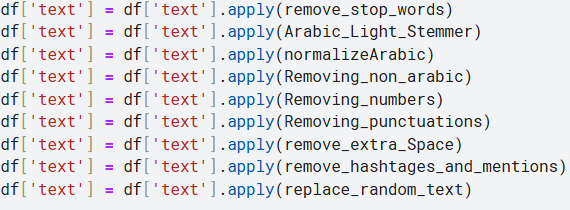 df['text'] = df['text'].apply(remove_stop_words)
df['text'] = df['text'].apply(Arabic_Light_Stemmer)
df['text'] = df['text'].apply(normalizeArabic)
df['text'] = df['text'].apply(Removing_non_arabic)
df['text'] = df['text'].apply(Removing_numbers)
df['text'] = df['text'].apply(Removing_punctuations)
df['text'] = df['text'].apply(remove_extra_Space)
df['text'] = df['text'].apply(remove_hashtages_and_mentions)
df['text'] = df['text'].apply(replace_random_text)